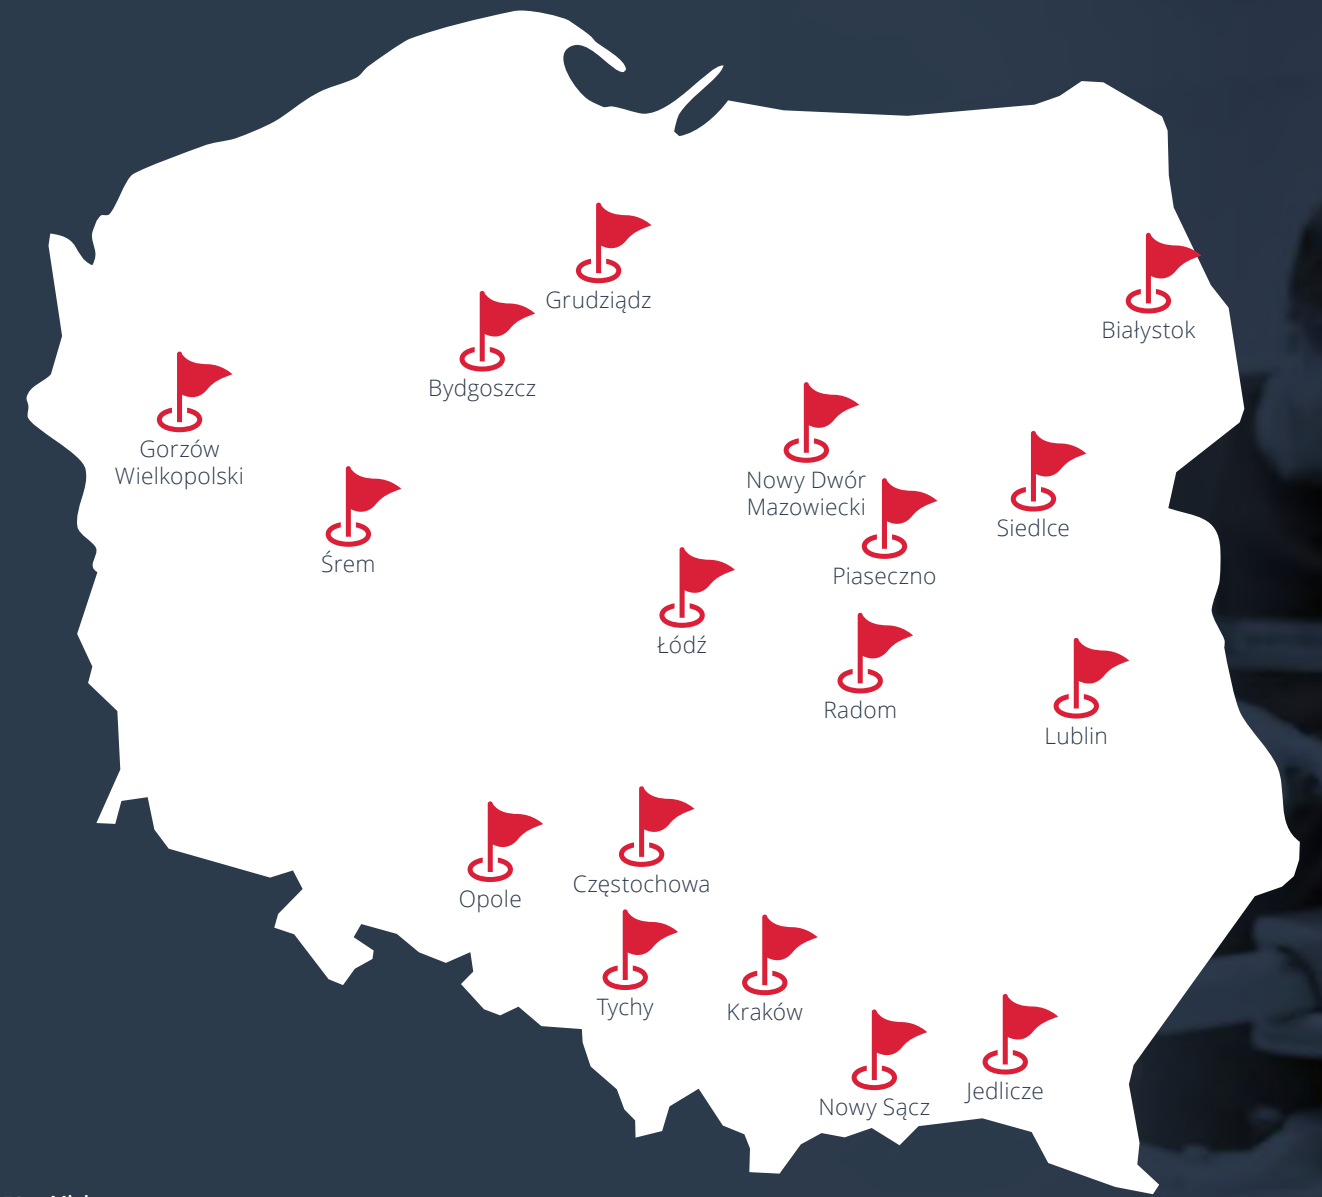 Grudziądz
Białystok
Bydgoszcz
Gorzów
Wielkopolski
Nowy Dwór
Mazowiecki
Siedlce
Śrem
Piaseczno
Łódź
Radom
Lublin
Częstochowa
Opole
Tychy
Kraków
Jedlicze
Nowy Sącz